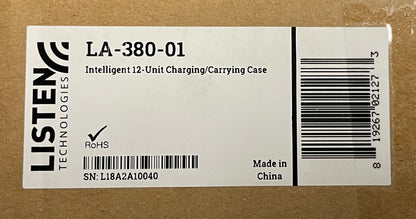 LISTEN
TECHNOLOGIES
LA-380-01
Intelligent 12-Unit Charging/Carrying Case
RoHS
SN: L18A2A10040
Made in
China
8 19267 02127 3